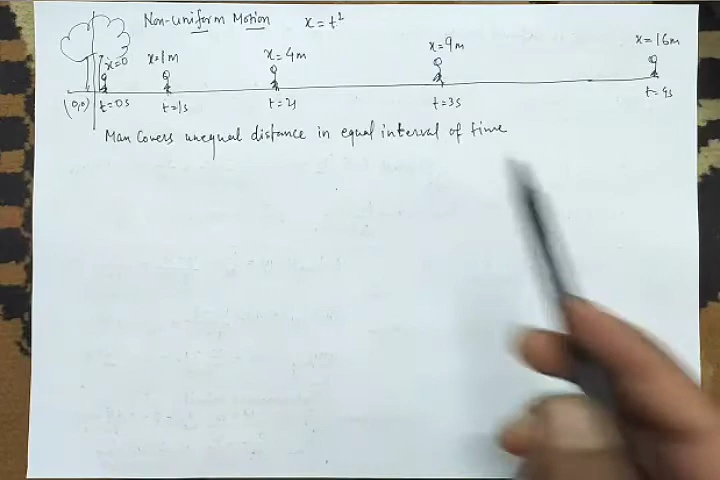 Non-Uniform Motion x = t²
x=0 x=1m x=4m x=9m x=16m
(0,0) t=0s t=1s t=2s t=3s t=4s
Man Covers unequal distance in equal interval of time